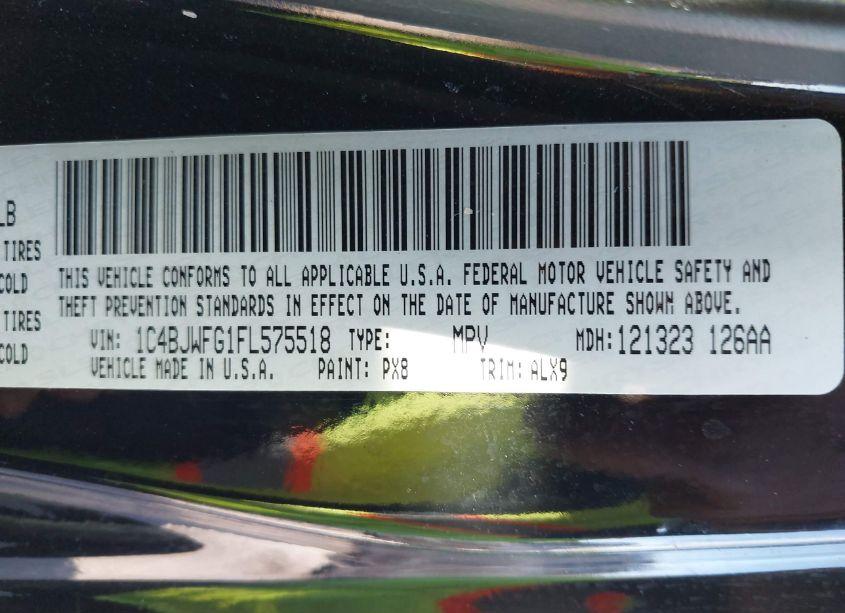 LB
TIRES
COLD
TIRES
COLD
THIS VEHICLE CONFORMS TO ALL APPLICABLE U.S.A. FEDERAL MOTOR VEHICLE SAFETY AND
THEFT PREVENTION STANDARDS IN EFFECT ON THE DATE OF MANUFACTURE SHOWN ABOVE.
VIN: 1C4BJWFG1FL575518 TYPE: MPV MDH: 121323 126AA
VEHICLE MADE IN U.S.A. PAINT: PX8 TRIM: ALX9